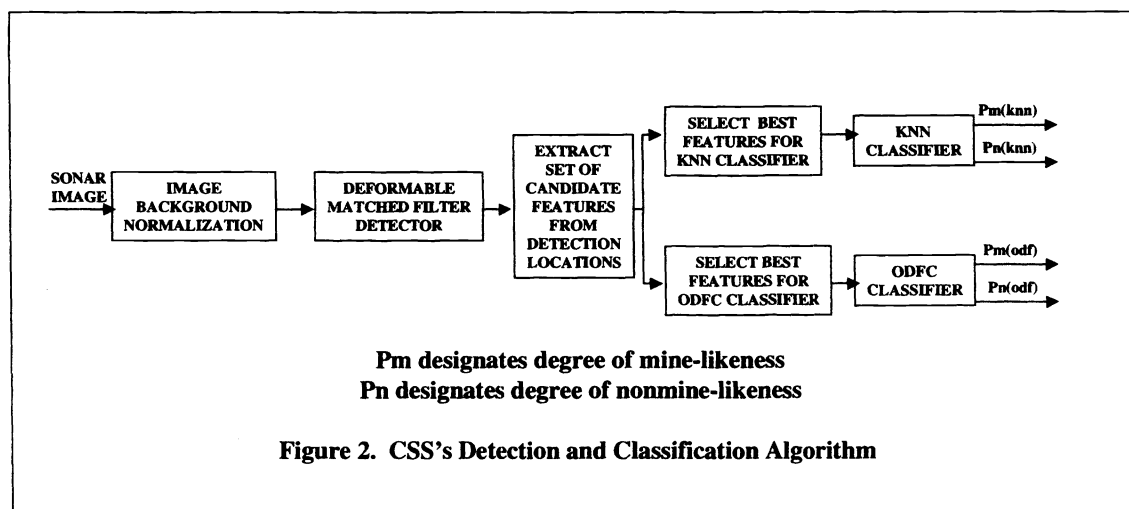 SONAR
IMAGE
IMAGE
BACKGROUND
NORMALIZATION
DEFORMABLE
MATCHED FILTER
DETECTOR
EXTRACT
SET OF
CANDIDATE
FEATURES
FROM
DETECTION
LOCATIONS
SELECT BEST
FEATURES FOR
KNN CLASSIFIER
KNN
CLASSIFIER
Pm(knn)
Pn(knn)
SELECT BEST
FEATURES FOR
ODFC CLASSIFIER
ODFC
CLASSIFIER
Pm(odf)
Pn(odf)
Pm designates degree of mine-likeness
Pn designates degree of nonmine-likeness
Figure 2. CSS's Detection and Classification Algorithm